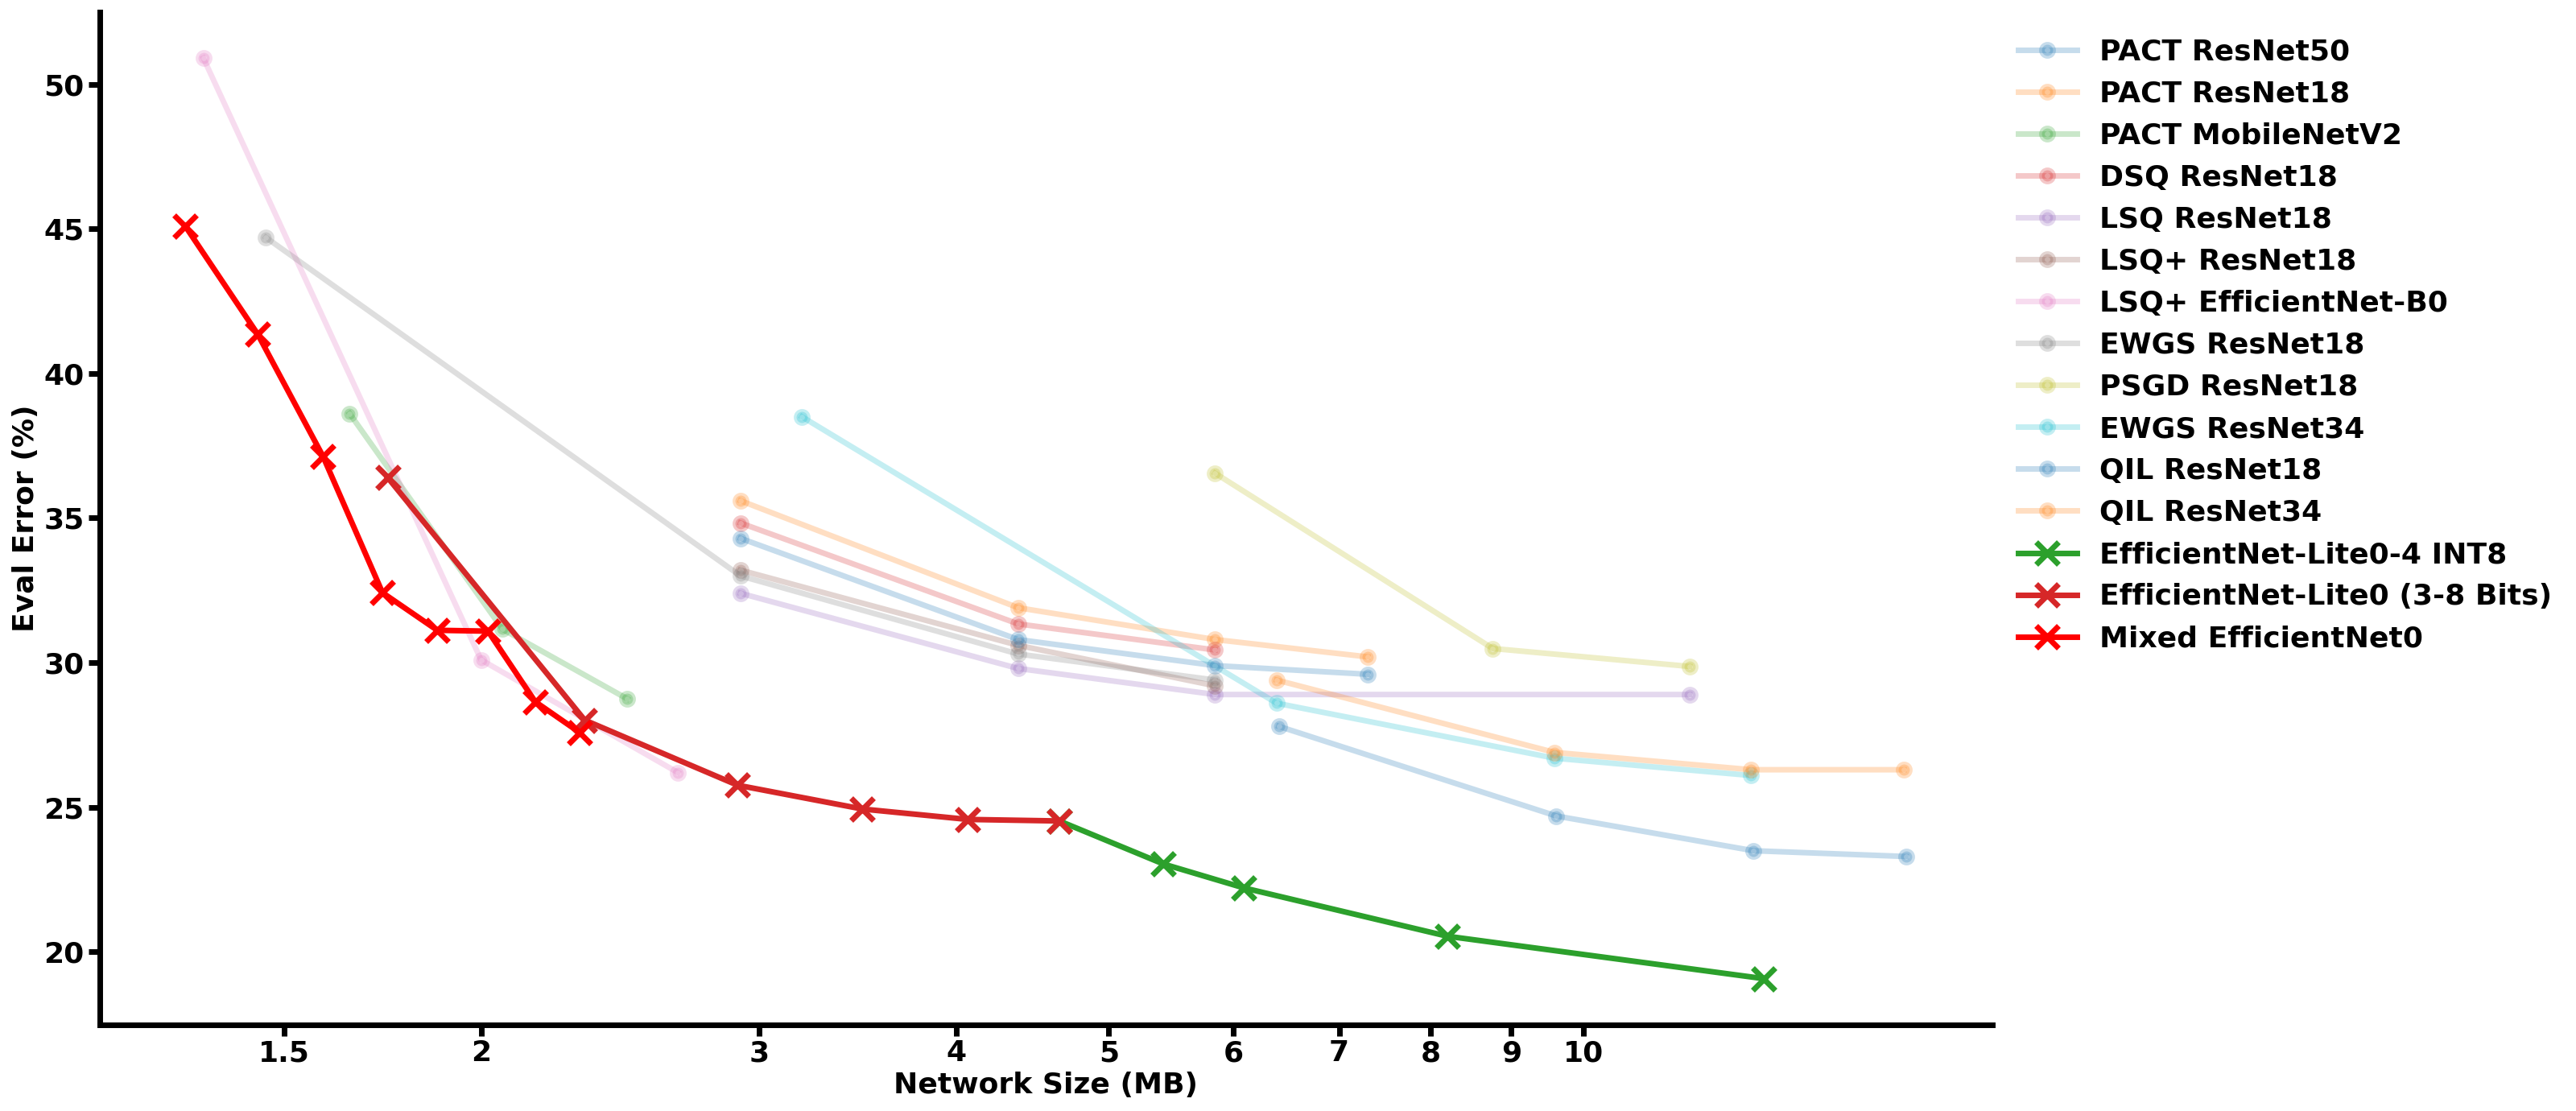 50
45
40
35
30
25
20
Eval Error (%)
1.5 2 3 4 5 6 7 8 9 10
Network Size (MB)
PACT ResNet50
PACT ResNet18
PACT MobileNetV2
DSQ ResNet18
LSQ ResNet18
LSQ+ ResNet18
LSQ+ EfficientNet-B0
EWGS ResNet18
PSGD ResNet18
EWGS ResNet34
QIL ResNet18
QIL ResNet34
EfficientNet-Lite0-4 INT8
EfficientNet-Lite0 (3-8 Bits)
Mixed EfficientNet0